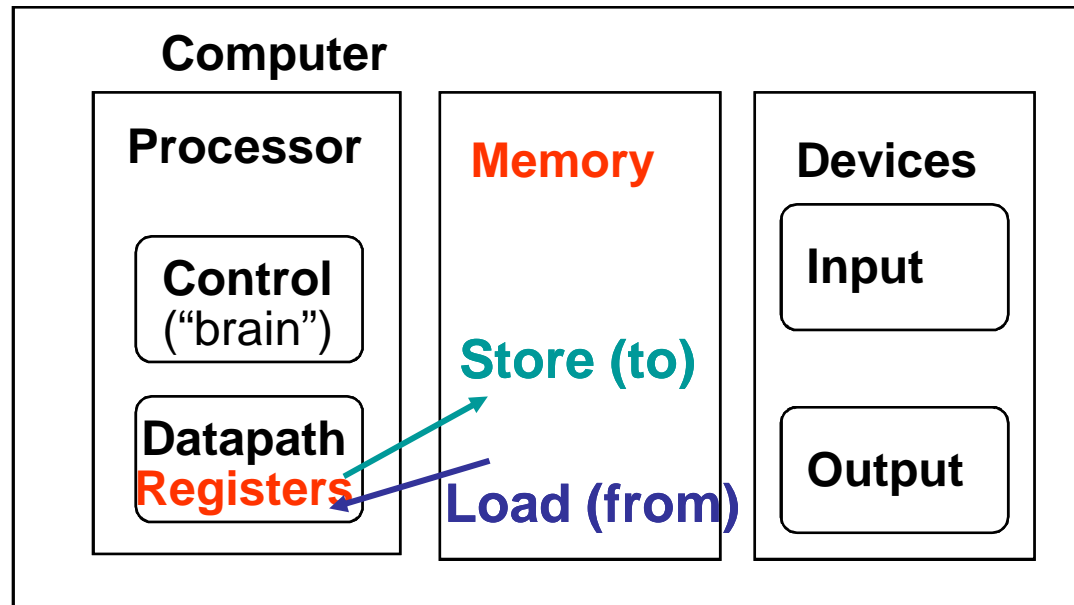 Computer
Processor
Control
(“brain”)
Datapath
Registers
Memory
Store (to)
Load (from)
Devices
Input
Output